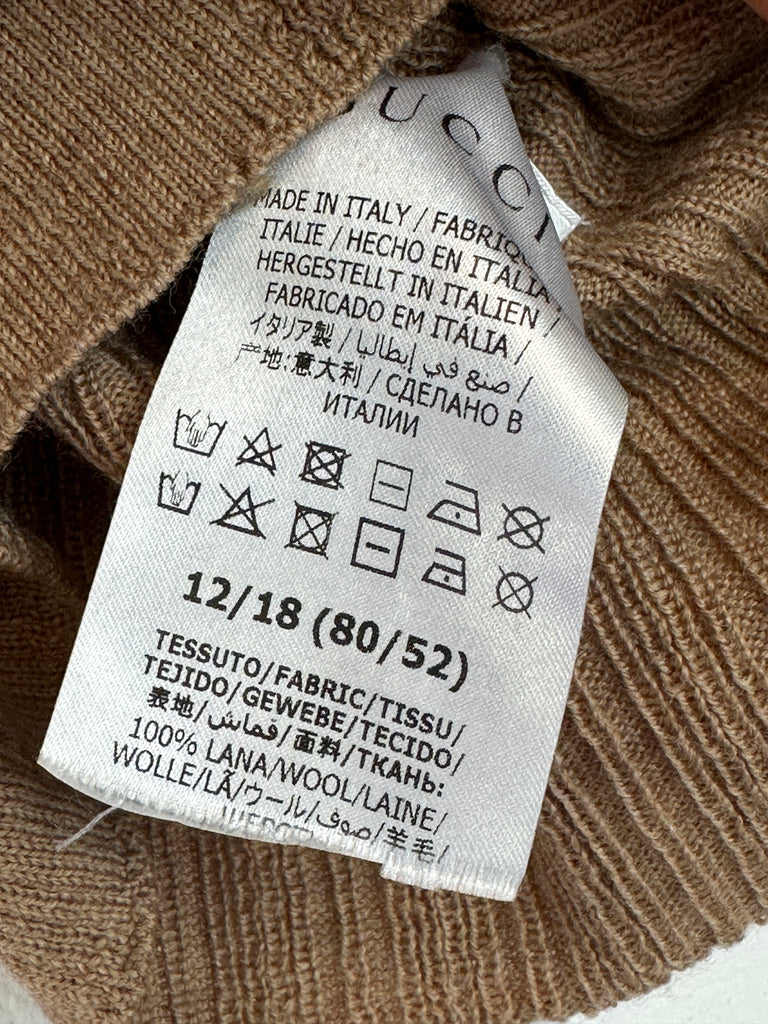 UCCI
MADE IN ITALY / FABRIQU
ITALIE / HECHO EN ITALIA
HERGESTELLT IN ITALIEN /
FABRICADO EM ITÁLIA /
イタリア製 / صنع في إيطاليا /
产地:意大利 / СДЕЛАНО В
ИТАЛИИ
12/18 (80/52)
TESSUTO/FABRIC/TISSU/
TEJIDO/GEWEBE/TECIDO/
表地/قماش/面料/ТКАНЬ:
100% LANA/WOOL/LAINE/
WOLLE/LÃ/ウール/صوف/羊毛/